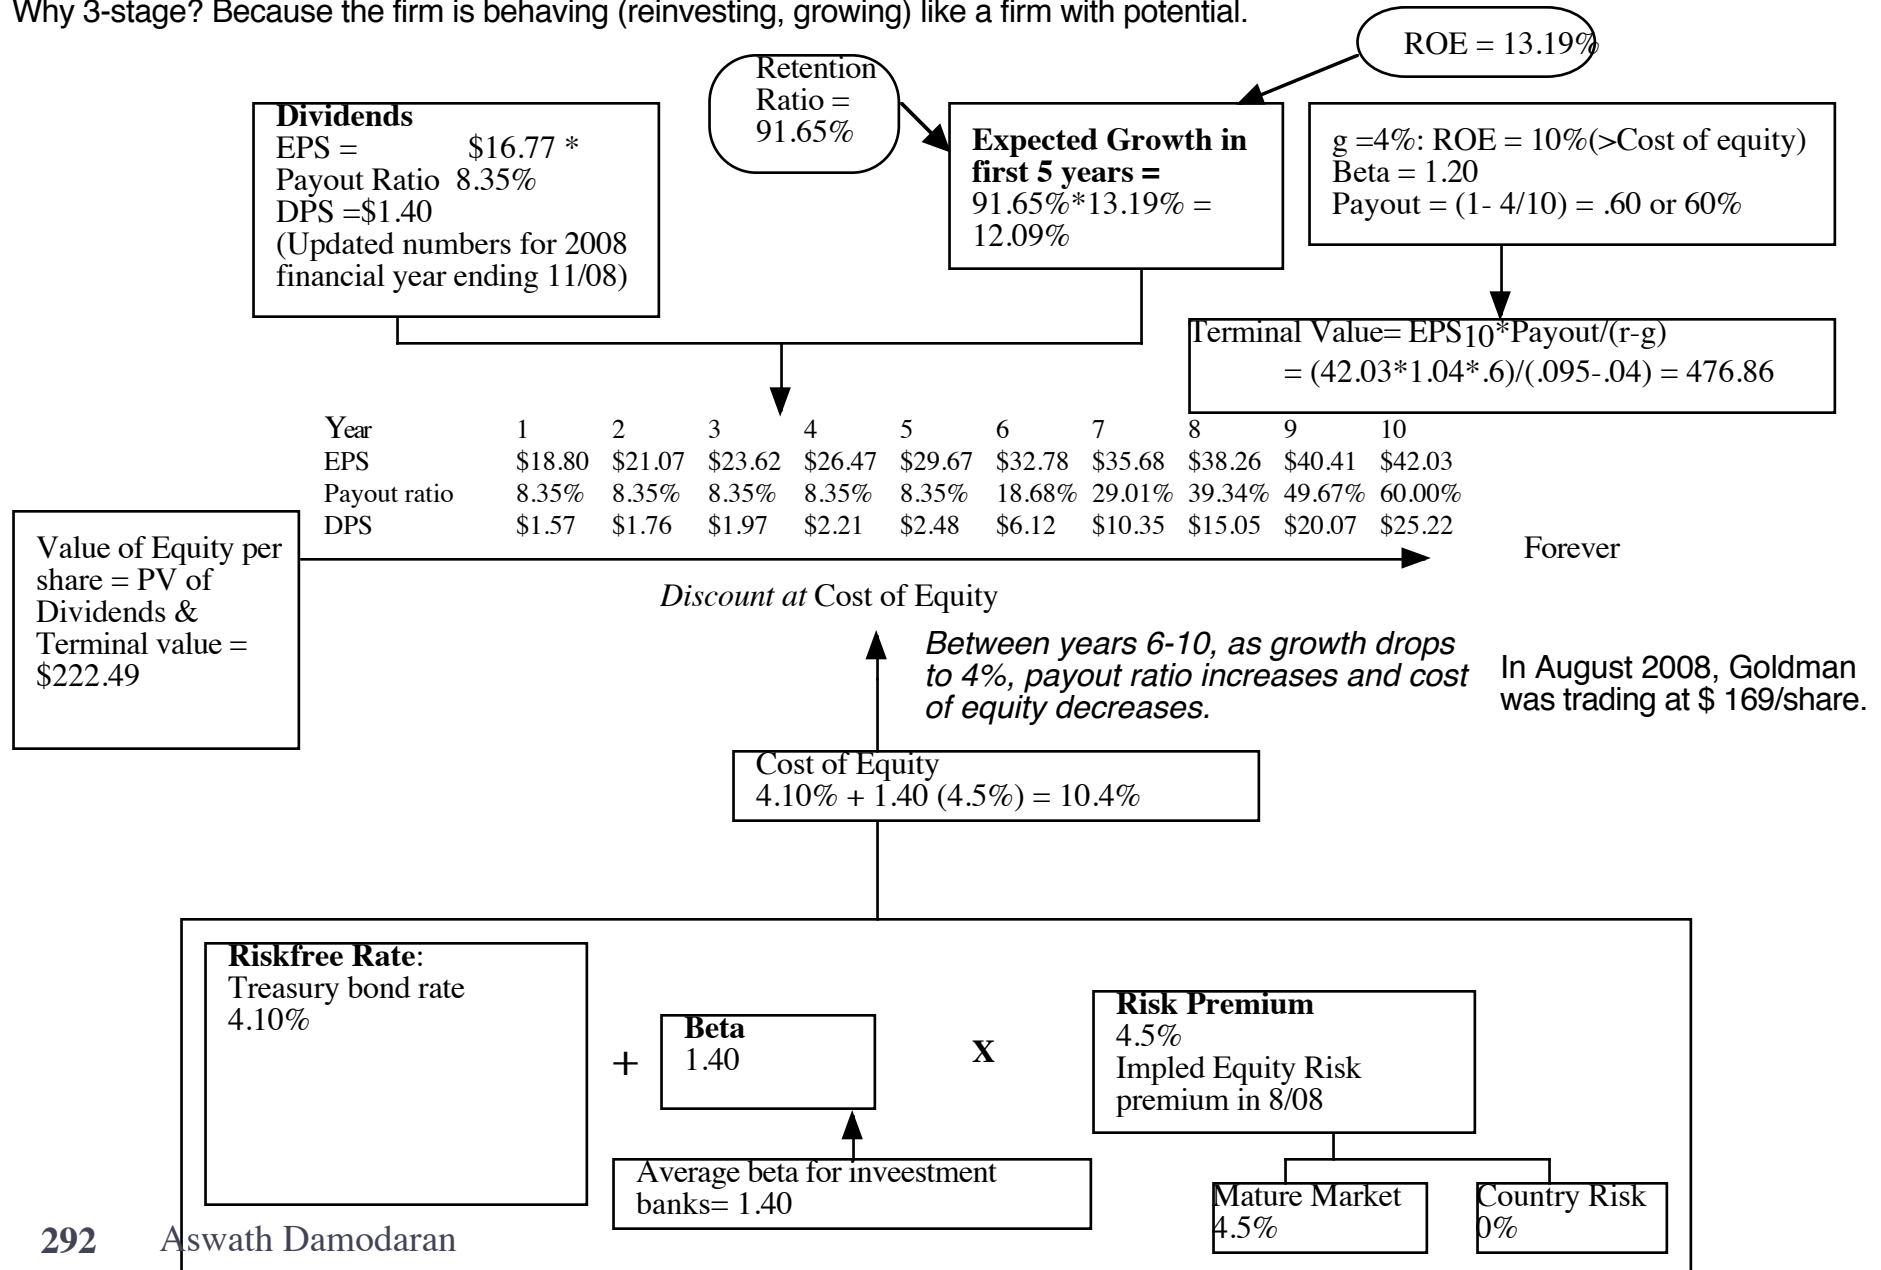 Why 3-stage? Because the firm is behaving (reinvesting, growing) like a firm with potential.
ROE = 13.19%
Retention
Ratio =
91.65%
Dividends
EPS = $16.77 *
Payout Ratio 8.35%
DPS =$1.40
(Updated numbers for 2008
financial year ending 11/08)
Expected Growth in
first 5 years =
91.65%*13.19% =
12.09%
g =4%: ROE = 10%(>Cost of equity)
Beta = 1.20
Payout = (1- 4/10) = .60 or 60%
Terminal Value= EPS10*Payout/(r-g)
= (42.03*1.04*.6)/(.095-.04) = 476.86
Year 1 2 3 4 5 6 7 8 9 10
EPS $18.80 $21.07 $23.62 $26.47 $29.67 $32.78 $35.68 $38.26 $40.41 $42.03
Payout ratio 8.35% 8.35% 8.35% 8.35% 8.35% 18.68% 29.01% 39.34% 49.67% 60.00%
DPS $1.57 $1.76 $1.97 $2.21 $2.48 $6.12 $10.35 $15.05 $20.07 $25.22
Value of Equity per
share = PV of
Dividends &
Terminal value =
$222.49
Forever
Discount at Cost of Equity
Between years 6-10, as growth drops
to 4%, payout ratio increases and cost
of equity decreases.
In August 2008, Goldman
was trading at $ 169/share.
Cost of Equity
4.10% + 1.40 (4.5%) = 10.4%
Riskfree Rate:
Treasury bond rate
4.10%
+
Beta
1.40
X
Risk Premium
4.5%
Impled Equity Risk
premium in 8/08
Average beta for inveestment
banks= 1.40
Mature Market
4.5%
Country Risk
0%
292 Aswath Damodaran